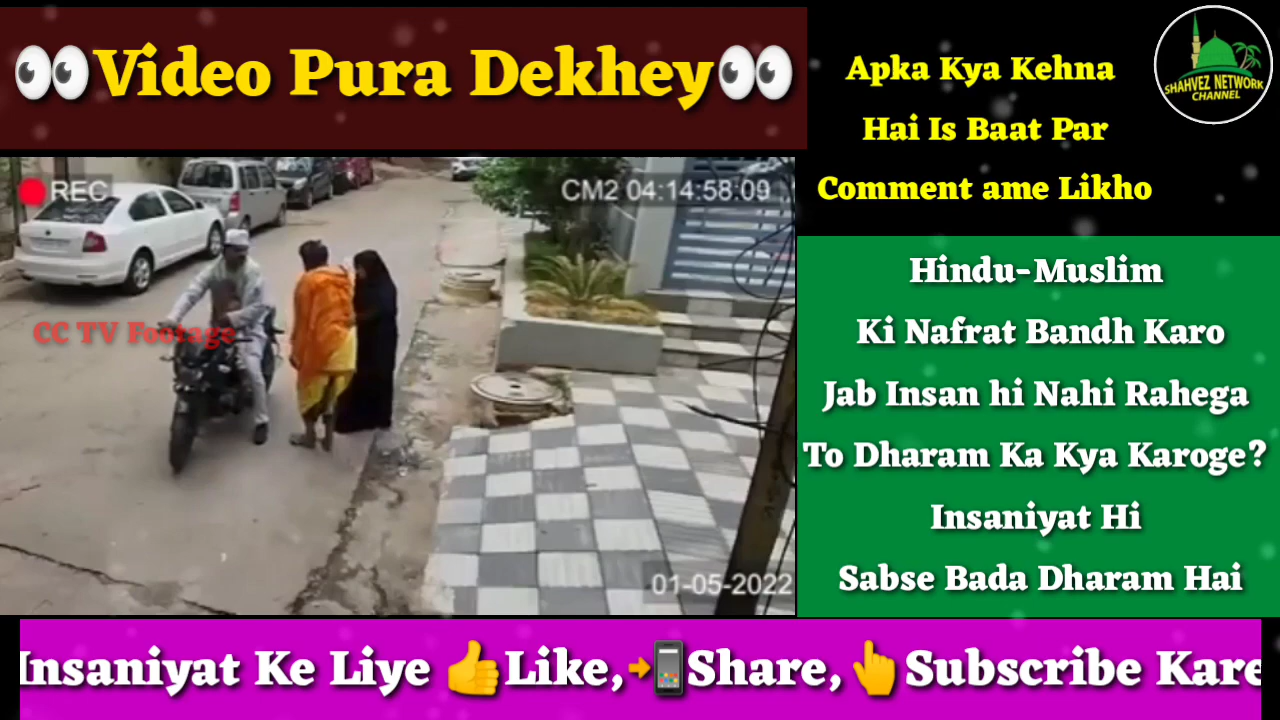 👀Video Pura Dekhey👀
Apka Kya Kehna
Hai Is Baat Par
Comment ame Likho
SHAHVEZ NETWORK
CHANNEL
REC
CM2 04:14:58:09
CC TV Footage
01-05-2022
Hindu-Muslim
Ki Nafrat Bandh Karo
Jab Insan hi Nahi Rahega
To Dharam Ka Kya Karoge?
Insaniyat Hi
Sabse Bada Dharam Hai
Insaniyat Ke Liye 👍Like,📲Share,👆Subscribe Kare